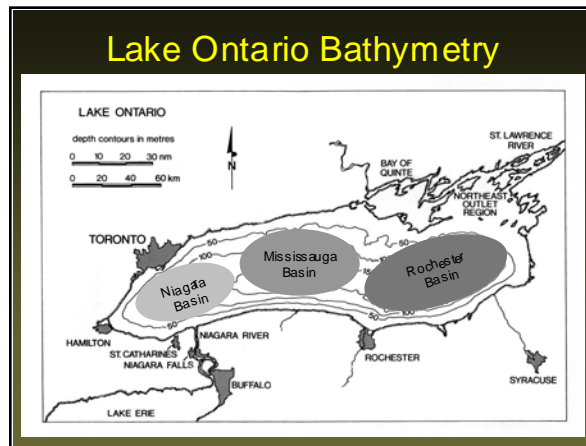 Lake Ontario Bathymetry
LAKE ONTARIO
depth contours in metres
0 10 20 30 nm
0 20 40 60 km
N
ST. LAWRENCE
RIVER
BAY OF
QUINTE
NORTHEAST
OUTLET
REGION
TORONTO
50
100
50
100
Mississauga
Basin
Rochester
Basin
Niagara
Basin
50
50
100
HAMILTON
ST. CATHARINES
NIAGARA FALLS
NIAGARA RIVER
BUFFALO
ROCHESTER
SYRACUSE
LAKE ERIE